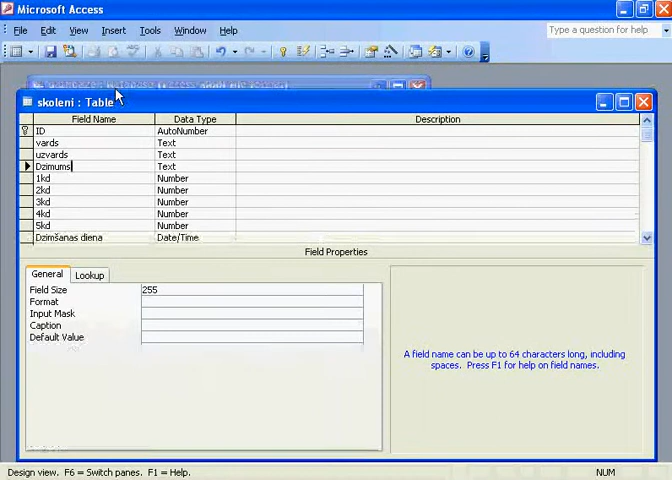 Microsoft Access
File Edit View Insert Tools Window Help
Type a question for help
skoleni : Table
Field Name Data Type Description
ID AutoNumber
vards Text
uzvards Text
Dzimums Text
1kd Number
2kd Number
3kd Number
4kd Number
5kd Number
Dzimšanas diena Date/Time
Field Properties
General Lookup
Field Size 255
Format
Input Mask
Caption
Default Value
A field name can be up to 64 characters long, including
spaces. Press F1 for help on field names.
Design view. F6 = Switch panes. F1 = Help.
NUM